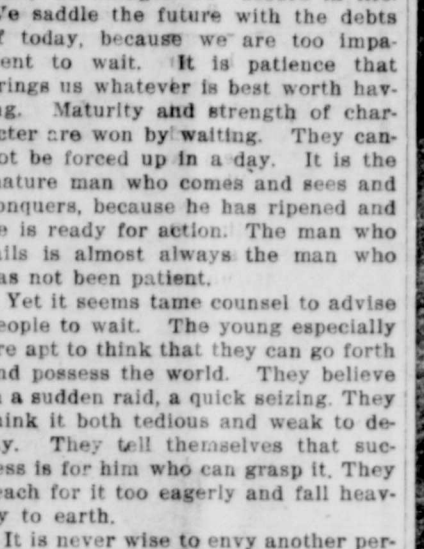 e saddle the future with the debts
today, because we are too impa-
ent to wait. It is patience that
rings us whatever is best worth hav-
g. Maturity and strength of char-
cter are won by waiting. They can-
ot be forced up in a day. It is the
ature man who comes and sees and
onquers, because he has ripened and
e is ready for action. The man who
ils is almost always the man who
as not been patient.
Yet it seems tame counsel to advise
eople to wait. The young especially
re apt to think that they can go forth
nd possess the world. They believe
a sudden raid, a quick seizing. They
ink it both tedious and weak to de-
y. They tell themselves that suc-
ess is for him who can grasp it. They
each for it too eagerly and fall heav-
y to earth.
It is never wise to envy another per-